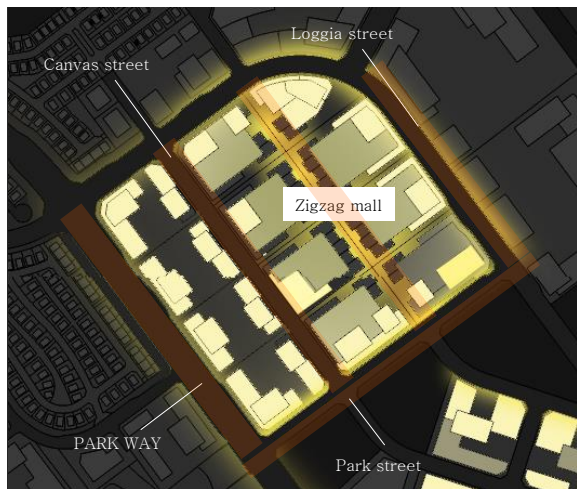 Loggia street
Canvas street
Zigzag mall
PARK WAY
Park street